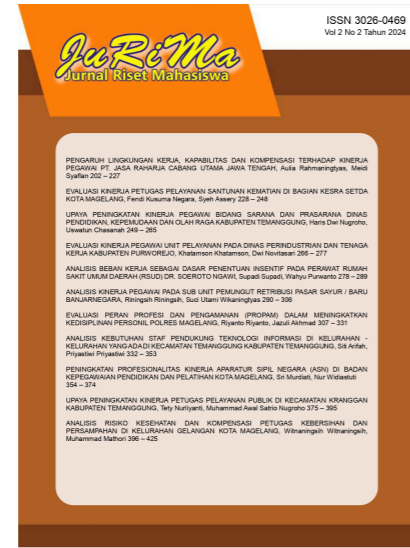 ISSN 3026-0469
Vol 2 No 2 Tahun 2024
JuRiMa
Jurnal Riset Mahasiswa
PENGARUH LINGKUNGAN KERJA, KAPABILITAS DAN KOMPENSASI TERHADAP KINERJA
PEGAWAI PT. JASA RAHARJA CABANG UTAMA JAWA TENGAH, Aulia Rahmaningtyas, Meidi
Syaflan 202 – 227
EVALUASI KINERJA PETUGAS PELAYANAN SANTUNAN KEMATIAN DI BAGIAN KESRA SETDA
KOTA MAGELANG, Fendi Kusuma Negara, Syeh Assery 228 – 248
UPAYA PENINGKATAN KINERJA PEGAWAI BIDANG SARANA DAN PRASARANA DINAS
PENDIDIKAN, KEPEMUDAAN DAN OLAH RAGA KABUPATEN TEMANGGUNG, Haris Dwi Nugroho,
Uswatun Chasanah 249 – 265
EVALUASI KINERJA PEGAWAI UNIT PELAYANAN PADA DINAS PERINDUSTRIAN DAN TENAGA
KERJA KABUPATEN PURWOREJO, Khatamson Khatamson, Dwi Novitasari 266 – 277
ANALISIS BEBAN KERJA SEBAGAI DASAR PENENTUAN INSENTIF PADA PERAWAT RUMAH
SAKIT UMUM DAERAH (RSUD) DR. SOEROTO NGAWI, Supadi Supadi, Wahyu Purwanto 278 – 289
ANALISIS KINERJA PEGAWAI PADA SUB UNIT PEMUNGUT RETRIBUSI PASAR SAYUR / BARU
BANJARNEGARA, Riningsih Riningsih, Suci Utami Wikaningtyas 290 – 306
EVALUASI PERAN PROFESI DAN PENGAMANAN (PROPAM) DALAM MENINGKATKAN
KEDISIPLINAN PERSONIL POLRES MAGELANG, Riyanto Riyanto, Jazuli Akhmad 307 – 331
ANALISIS KEBUTUHAN STAF PENDUKUNG TEKNOLOGI INFORMASI DI KELURAHAN -
KELURAHAN YANG ADA DI KECAMATAN TEMANGGUNG KABUPATEN TEMANGGUNG, Siti Arifah,
Priyastiwi Priyastiwi 332 – 353
PENINGKATAN PROFESIONALITAS KINERJA APARATUR SIPIL NEGARA (ASN) DI BADAN
KEPEGAWAIAN PENDIDIKAN DAN PELATIHAN KOTA MAGELANG, Sri Murdiati, Nur Widiastuti
354 – 374
UPAYA PENINGKATAN KINERJA PETUGAS PELAYANAN PUBLIK DI KECAMATAN KRANGGAN
KABUPATEN TEMANGGUNG, Tety Nurliyanti, Muhammad Awal Satrio Nugroho 375 – 395
ANALISIS RISIKO KESEHATAN DAN KOMPENSASI PETUGAS KEBERSIHAN DAN
PERSAMPAHAN DI KELURAHAN GELANGAN KOTA MAGELANG, Witnaningsih Witnaningsih,
Muhammad Mathori 396 – 425